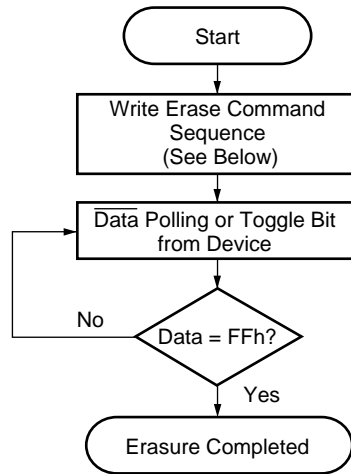 Start
Write Erase Command
Sequence
(See Below)
Data Polling or Toggle Bit
from Device
No
Data = FFh?
Yes
Erasure Completed